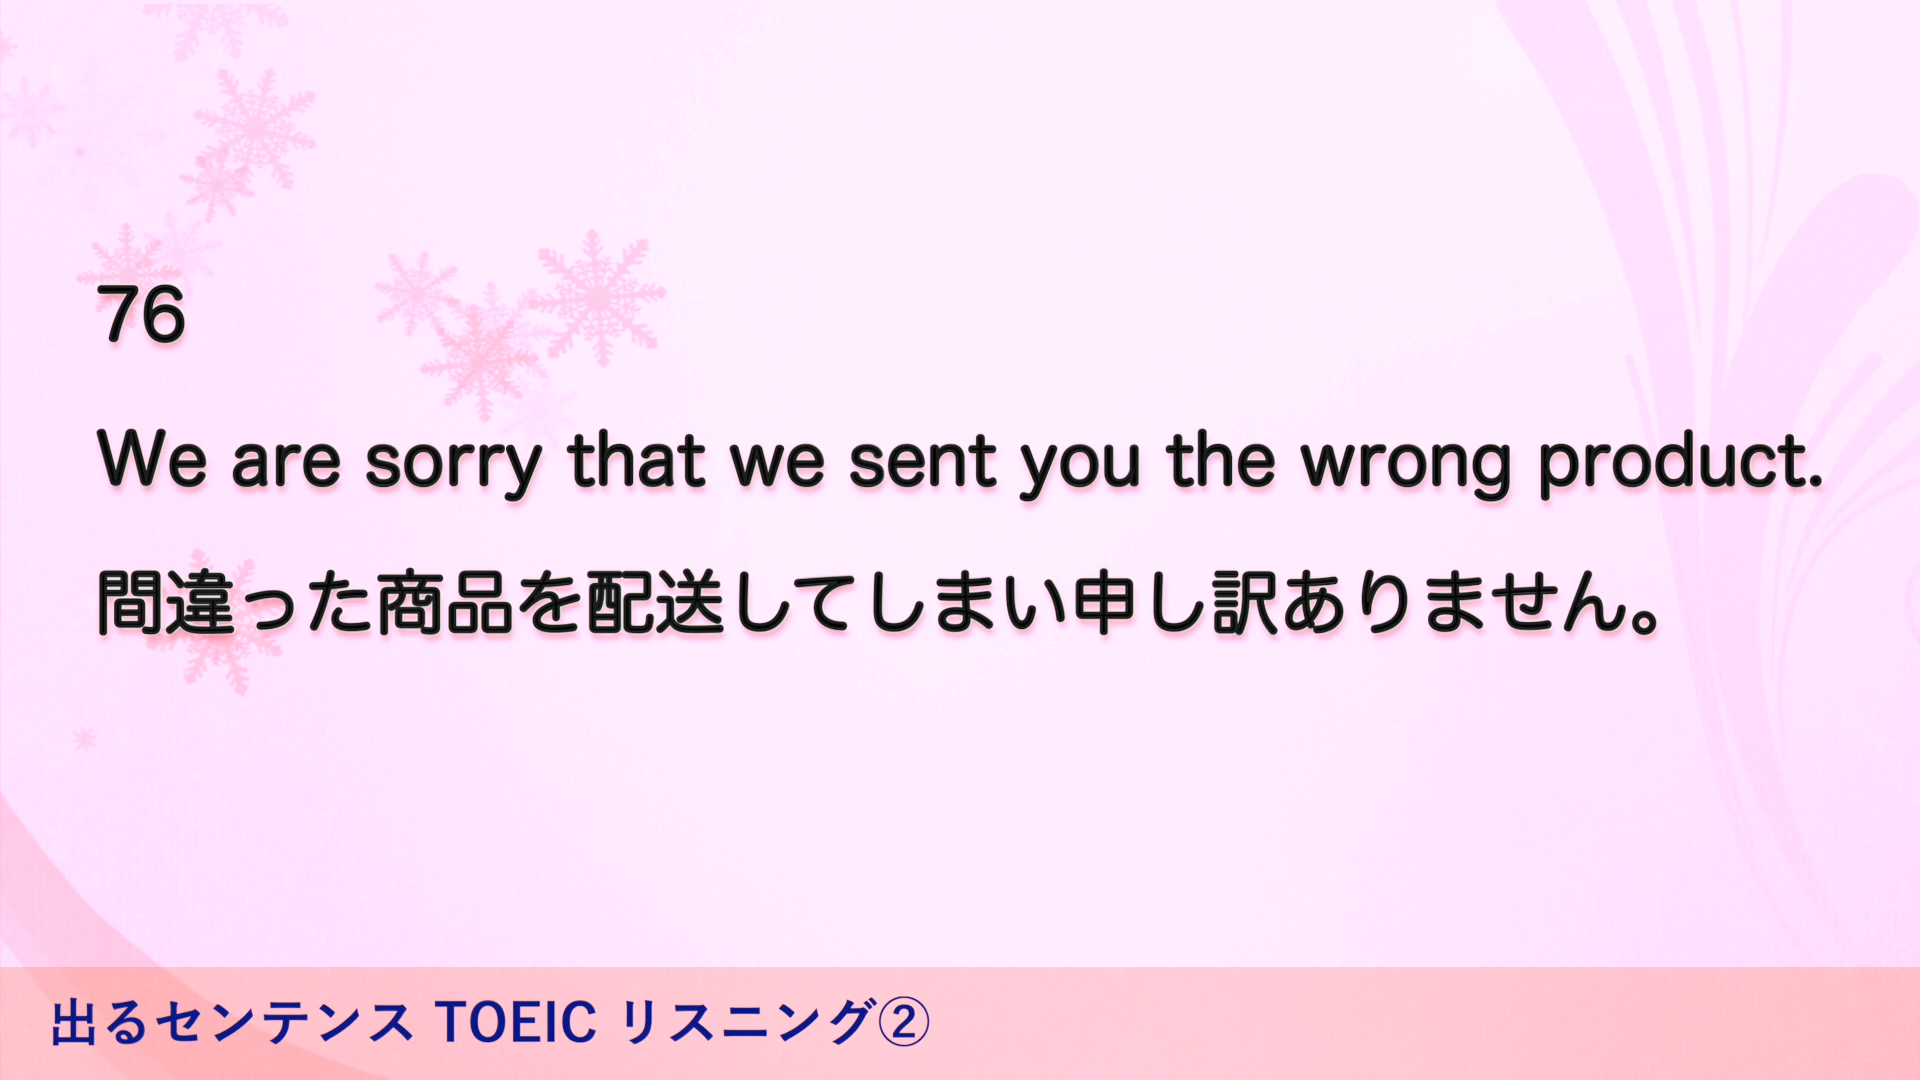 76
We are sorry that we sent you the wrong product.
間違った商品を配送してしまい申し訳ありません。
出るセンテンス TOEIC リスニング②